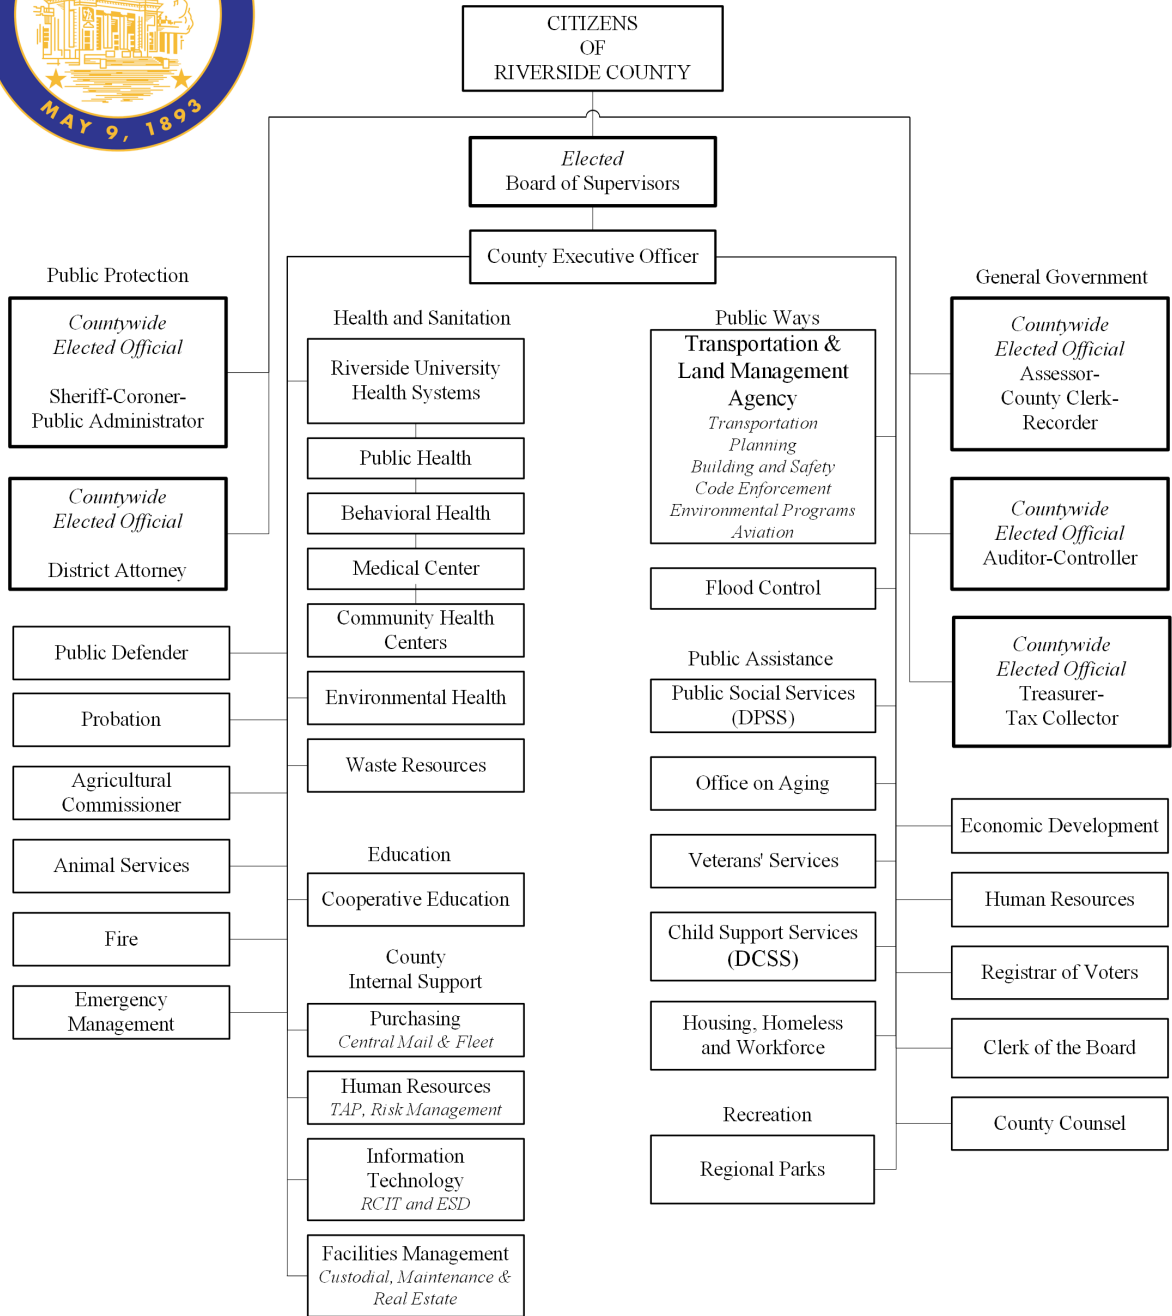 MAY 9, 1893
CITIZENS
OF
RIVERSIDE COUNTY
Elected
Board of Supervisors
County Executive Officer
Public Protection
Countywide
Elected Official
Sheriff-Coroner-
Public Administrator
Countywide
Elected Official
District Attorney
Public Defender
Probation
Agricultural
Commissioner
Animal Services
Fire
Emergency
Management
Health and Sanitation
Riverside University
Health Systems
Public Health
Behavioral Health
Medical Center
Community Health
Centers
Environmental Health
Waste Resources
Education
Cooperative Education
County
Internal Support
Purchasing
Central Mail & Fleet
Human Resources
TAP, Risk Management
Information
Technology
RCIT and ESD
Facilities Management
Custodial, Maintenance &
Real Estate
Public Ways
Transportation &
Land Management
Agency
Transportation
Planning
Building and Safety
Code Enforcement
Environmental Programs
Aviation
Flood Control
Public Assistance
Public Social Services
(DPSS)
Office on Aging
Veterans' Services
Child Support Services
(DCSS)
Housing, Homeless
and Workforce
Recreation
Regional Parks
General Government
Countywide
Elected Official
Assessor-
County Clerk-
Recorder
Countywide
Elected Official
Auditor-Controller
Countywide
Elected Official
Treasurer-
Tax Collector
Economic Development
Human Resources
Registrar of Voters
Clerk of the Board
County Counsel